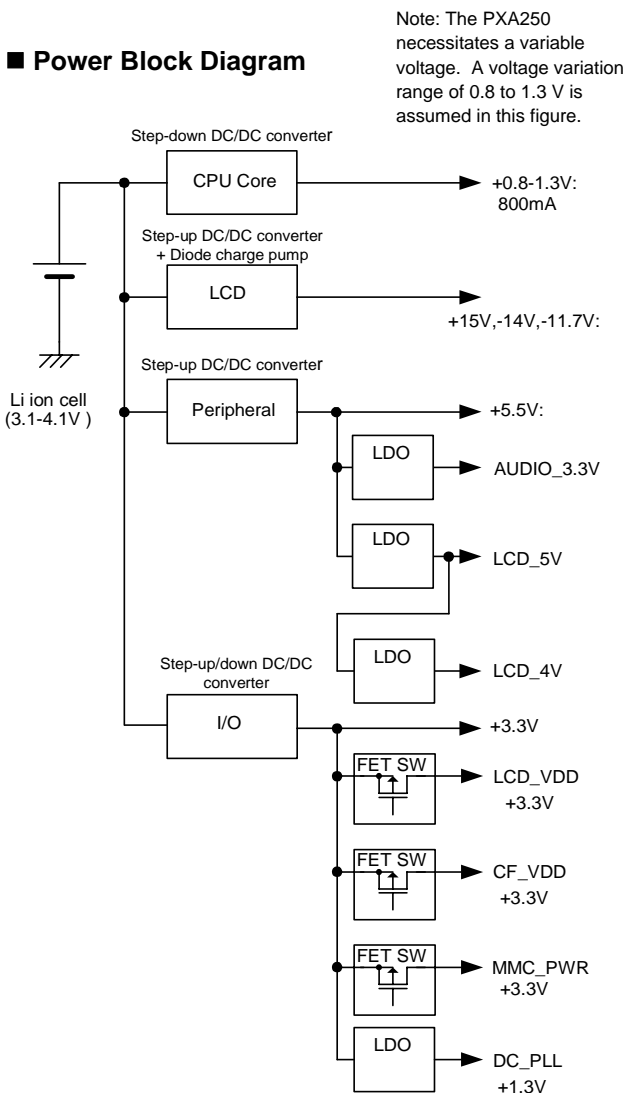 Note: The PXA250
necessitates a variable
voltage. A voltage variation
range of 0.8 to 1.3 V is
assumed in this figure.
■ Power Block Diagram
Step-down DC/DC converter
CPU Core
+0.8-1.3V:
800mA
Step-up DC/DC converter
+ Diode charge pump
LCD
+15V,-14V,-11.7V:
Step-up DC/DC converter
Li ion cell
(3.1-4.1V )
Peripheral
+5.5V:
LDO
AUDIO_3.3V
LDO
LCD_5V
LDO
LCD_4V
Step-up/down DC/DC
converter
I/O
+3.3V
FET SW
LCD_VDD
+3.3V
FET SW
CF_VDD
+3.3V
FET SW
MMC_PWR
+3.3V
LDO
DC_PLL
+1.3V